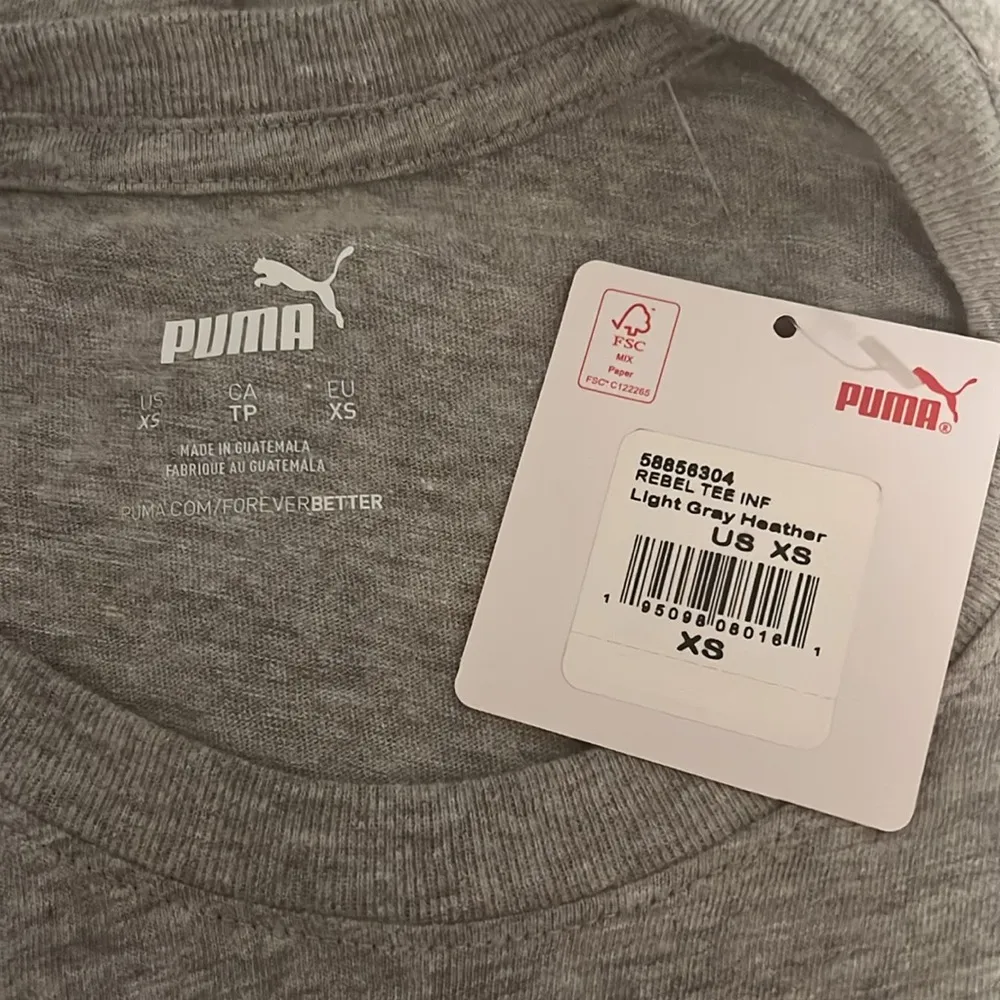 PUMA
US CA EU
XS TP XS
MADE IN GUATEMALA
FABRIQUE AU GUATEMALA
PUMA.COM/FOREVERBETTER
FSC
MIX
Paper
FSC® C122265
PUMA®
58856304
REBEL TEE INF
Light Gray Heather
US XS
1 95098 08016 1
XS